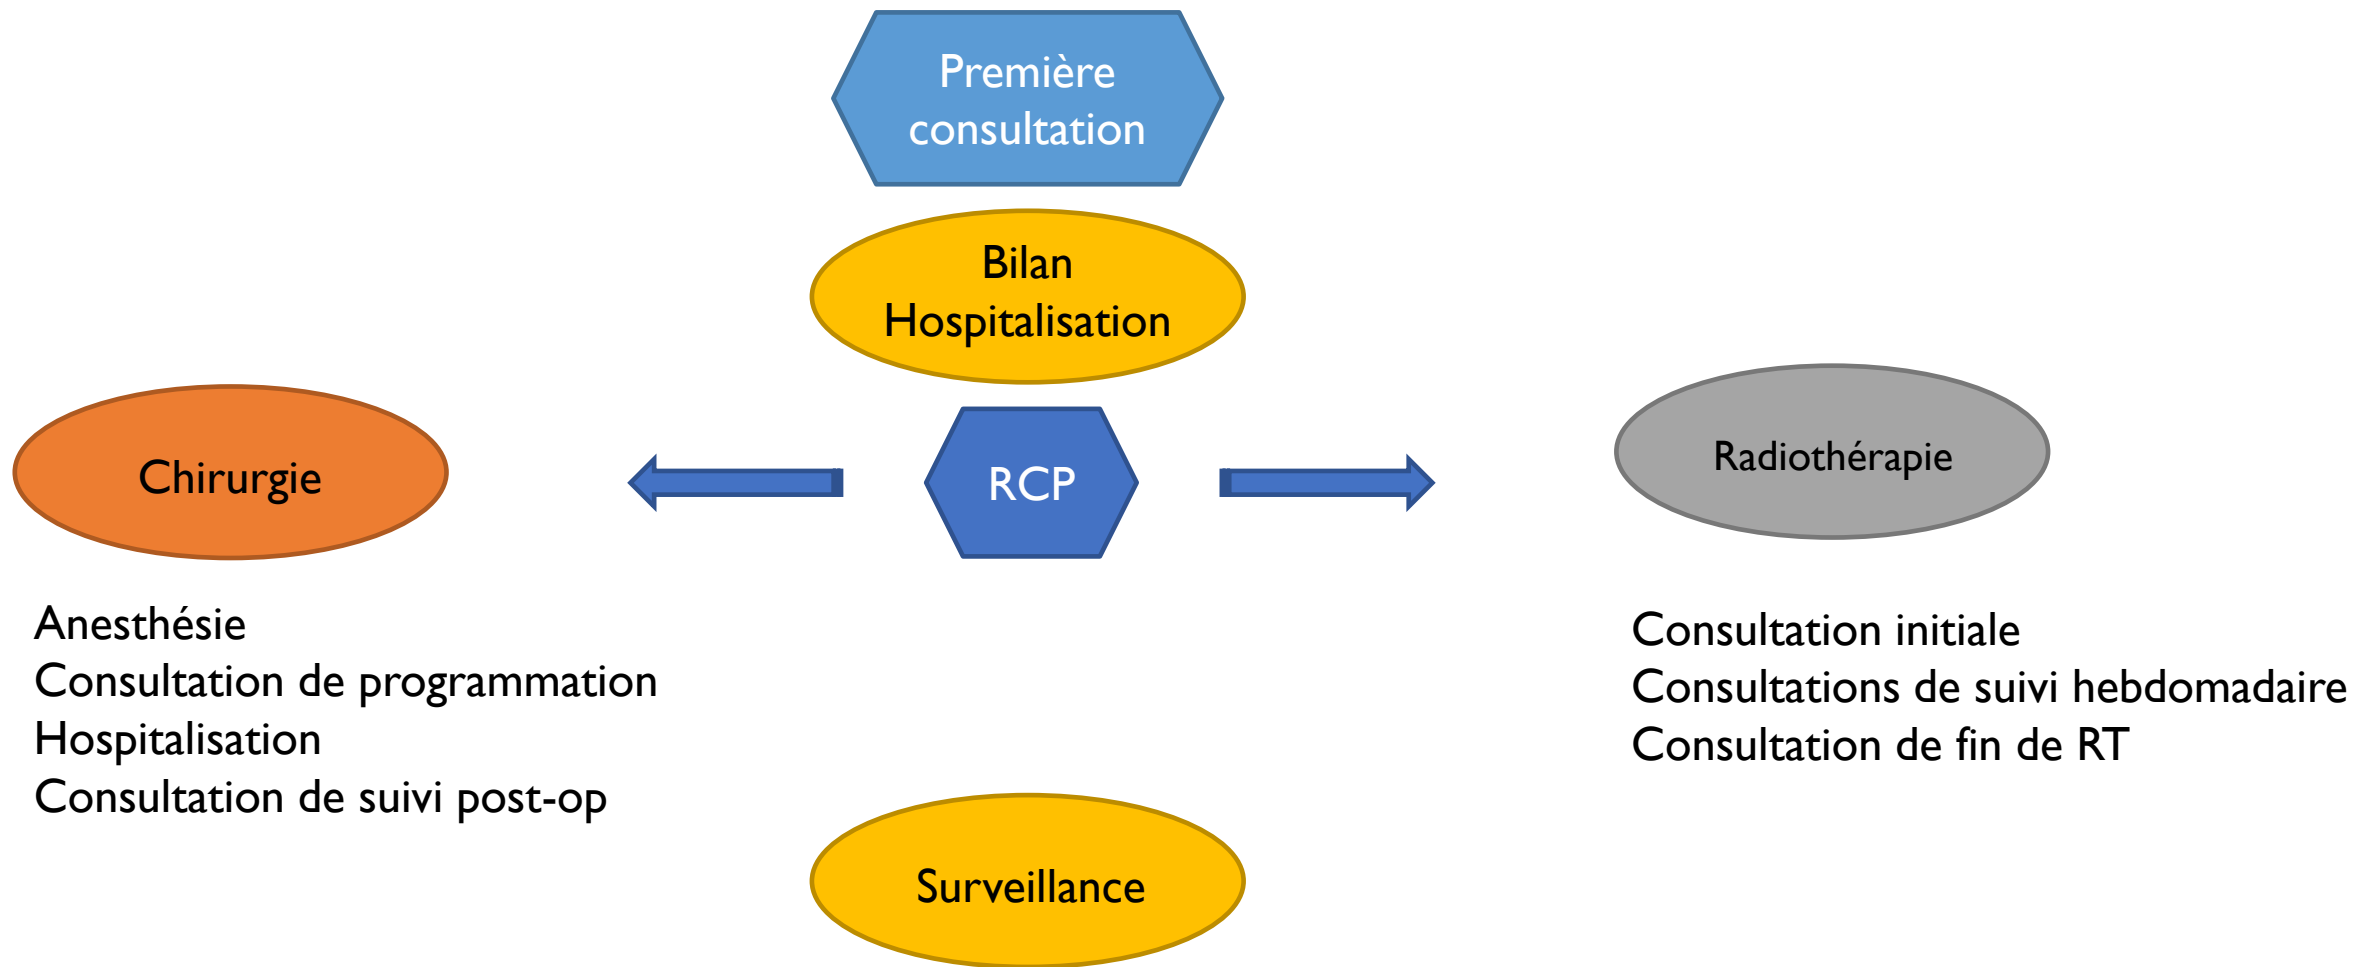 Première
consultation
Bilan
Hospitalisation
Chirurgie
RCP
Radiothérapie
Anesthésie
Consultation de programmation
Hospitalisation
Consultation de suivi post-op
Consultation initiale
Consultations de suivi hebdomadaire
Consultation de fin de RT
Surveillance